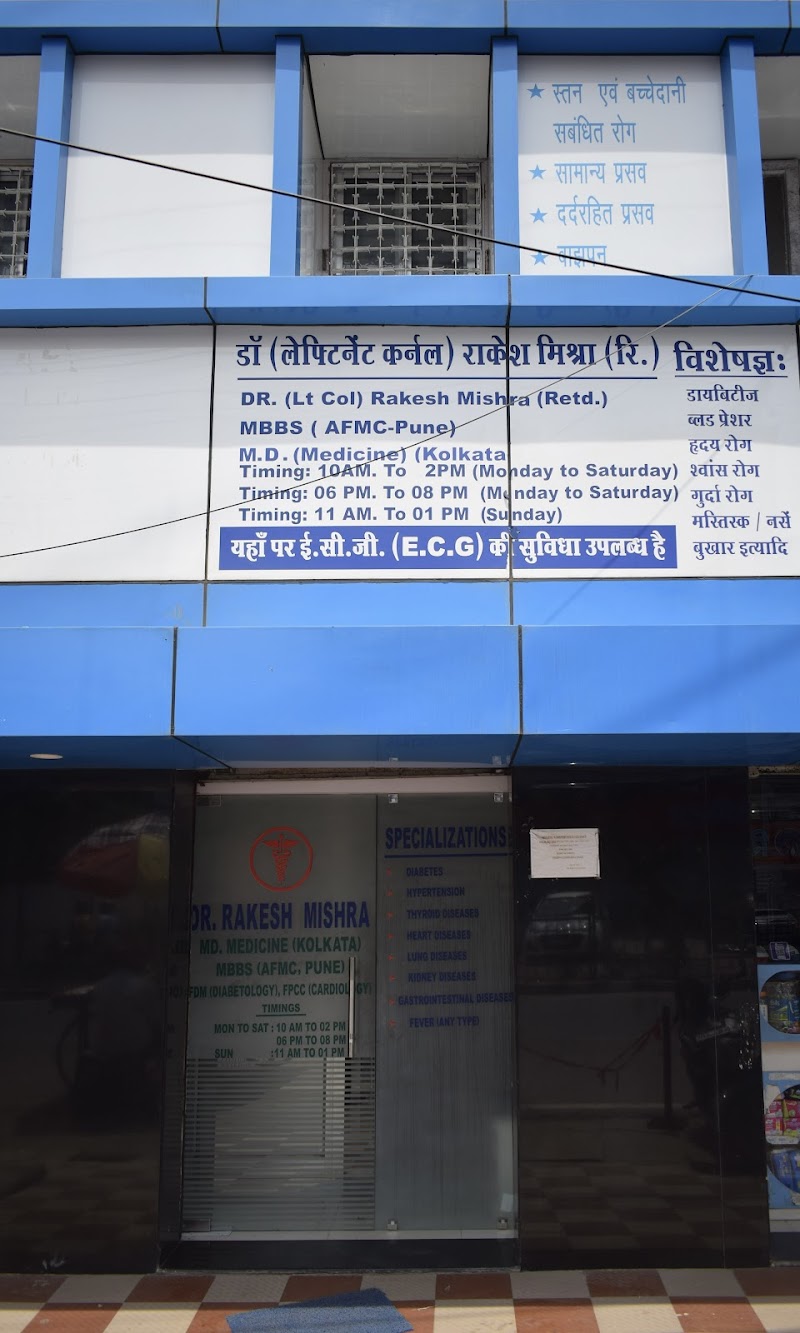 स्तन एवं बच्चेदानी
सबंधित रोग
सामान्य प्रसव
दर्दरहित प्रसव
बाझपन
डॉ (लेफ्टिनेंट कर्नल) राकेश मिश्रा (रि.)
DR. (Lt Col) Rakesh Mishra (Retd.)
MBBS ( AFMC-Pune)
M.D. (Medicine) (Kolkata
Timing: 10AM. To 2PM (Monday to Saturday)
Timing: 06 PM. To 08 PM (Monday to Saturday)
Timing: 11 AM. To 01 PM (Sunday)
यहाँ पर ई.सी.जी. (E.C.G) की सुविधा उपलब्ध है
विशेषज्ञः
डायबिटीज
ब्लड प्रेशर
हृदय रोग
श्वांस रोग
गुर्दा रोग
मस्तिस्क / नर्सें
बुखार इत्यादि
DR. RAKESH MISHRA
MD. MEDICINE (KOLKATA)
MBBS (AFMC, PUNE)
FDM (DIABETOLOGY), FPCC (CARDIOLOGY)
TIMINGS
MON TO SAT : 10 AM TO 02 PM
06 PM TO 08 PM
SUN : 11 AM TO 01 PM
SPECIALIZATIONS
DIABETES
HYPERTENSION
THYROID DISEASES
HEART DISEASES
LUNG DISEASES
KIDNEY DISEASES
GASTROINTESTINAL DISEASES
FEVER (ANY TYPE)